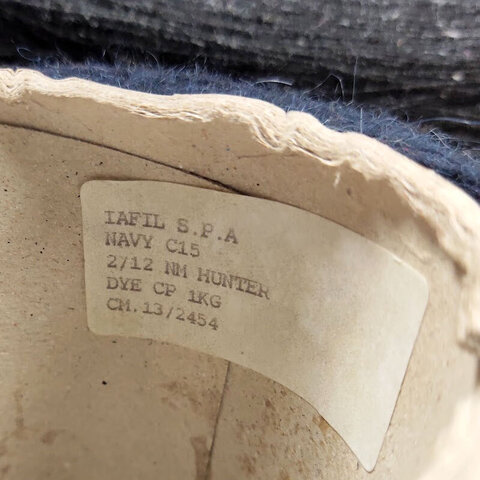 IAFIL S.P.A
NAVY C15
2/12 NM HUNTER
DYE CP 1KG
CM.13/2454